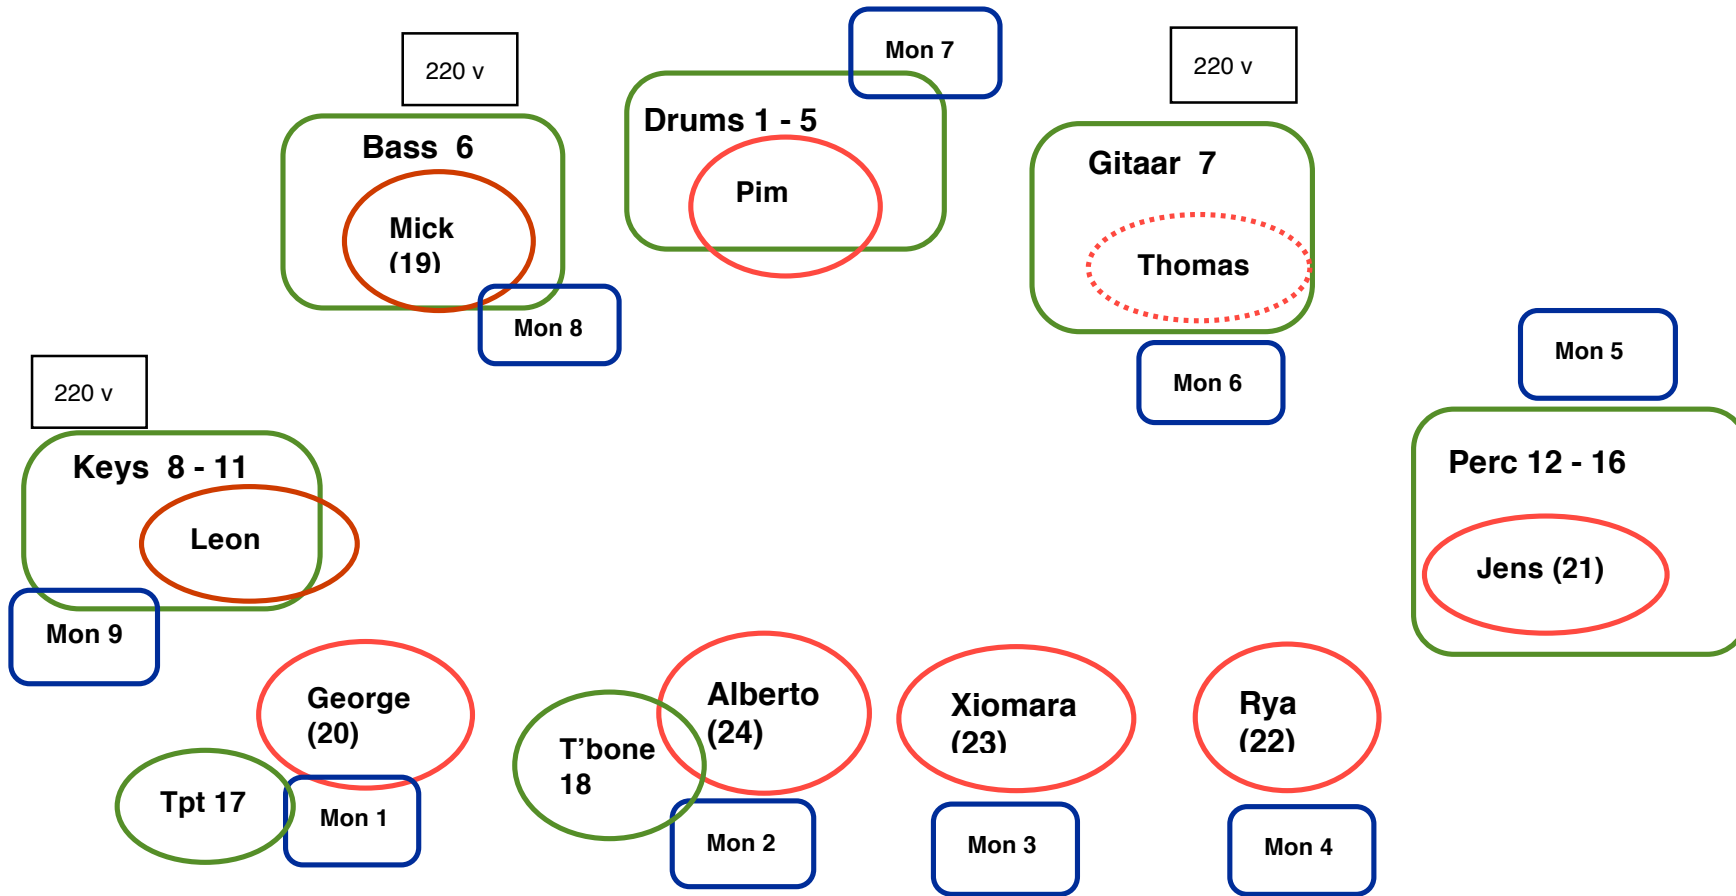 Mon 7
220 v
220 v
Drums 1 - 5
Bass 6
Gitaar 7
Pim
Mick
(19)
Thomas
Mon 8
Mon 5
Mon 6
220 v
Keys 8 - 11
Perc 12 - 16
Leon
Jens (21)
Mon 9
George
(20)
Alberto
(24)
Xiomara
(23)
Rya
(22)
T’bone
18
Tpt 17
Mon 1
Mon 2
Mon 3
Mon 4